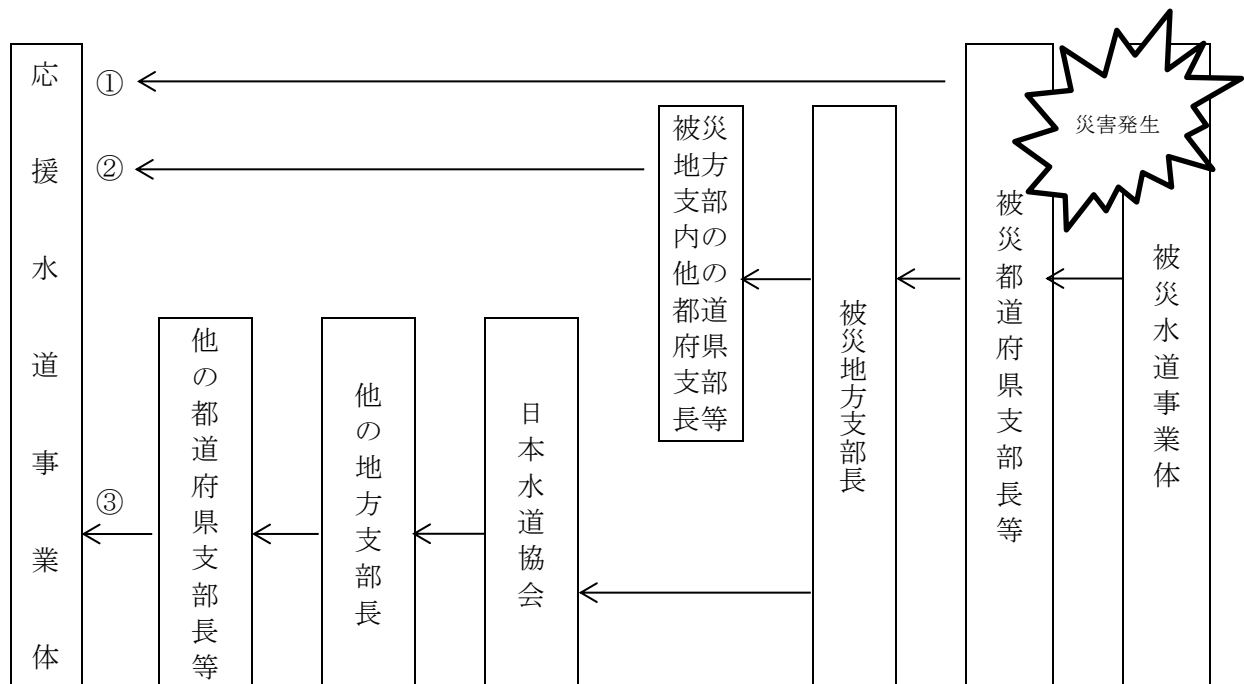 災害発生
被災水道事業体
被災都道府県支部長等
被災地方支部長
被災地方支部内の
他の都道府県支部長等
日本水道協会
他の地方支部長
他の都道府県支部長等
①
②
③
応援水道事業体